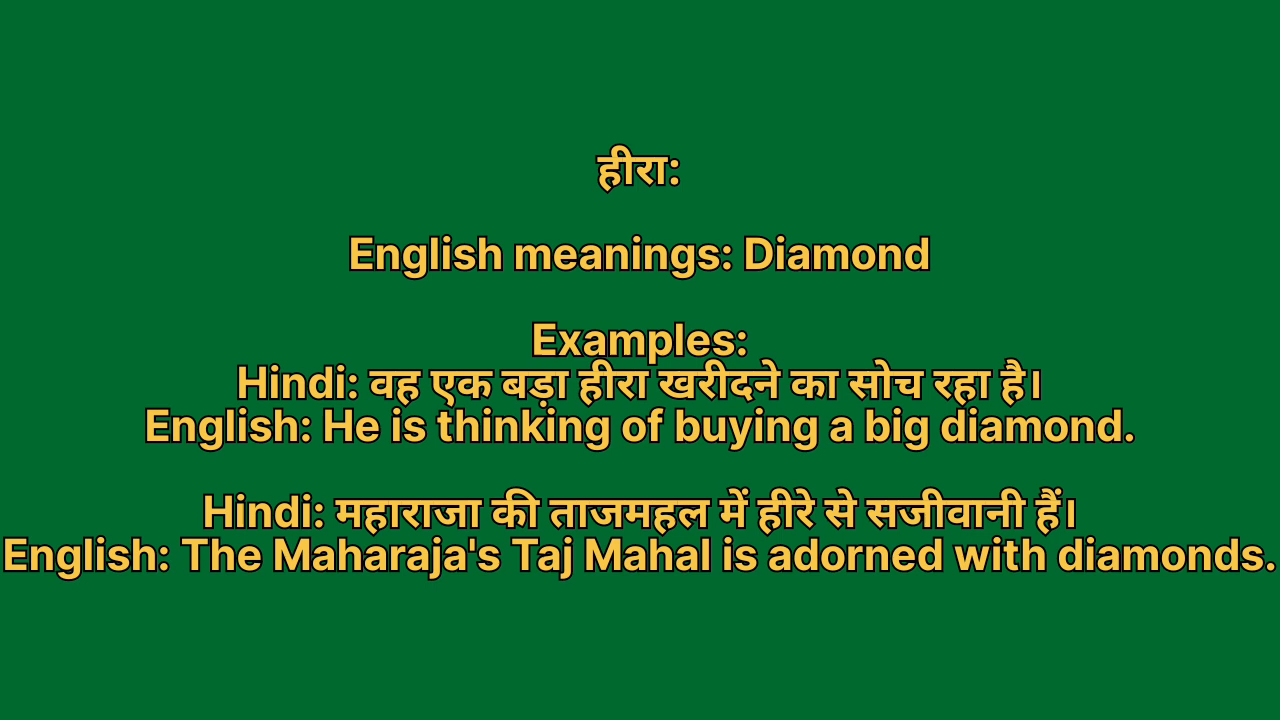 हीरा:
English meanings: Diamond
Examples:
Hindi: वह एक बड़ा हीरा खरीदने का सोच रहा है।
English: He is thinking of buying a big diamond.
Hindi: महाराजा की ताजमहल में हीरे से सजीवानी हैं।
English: The Maharaja's Taj Mahal is adorned with diamonds.